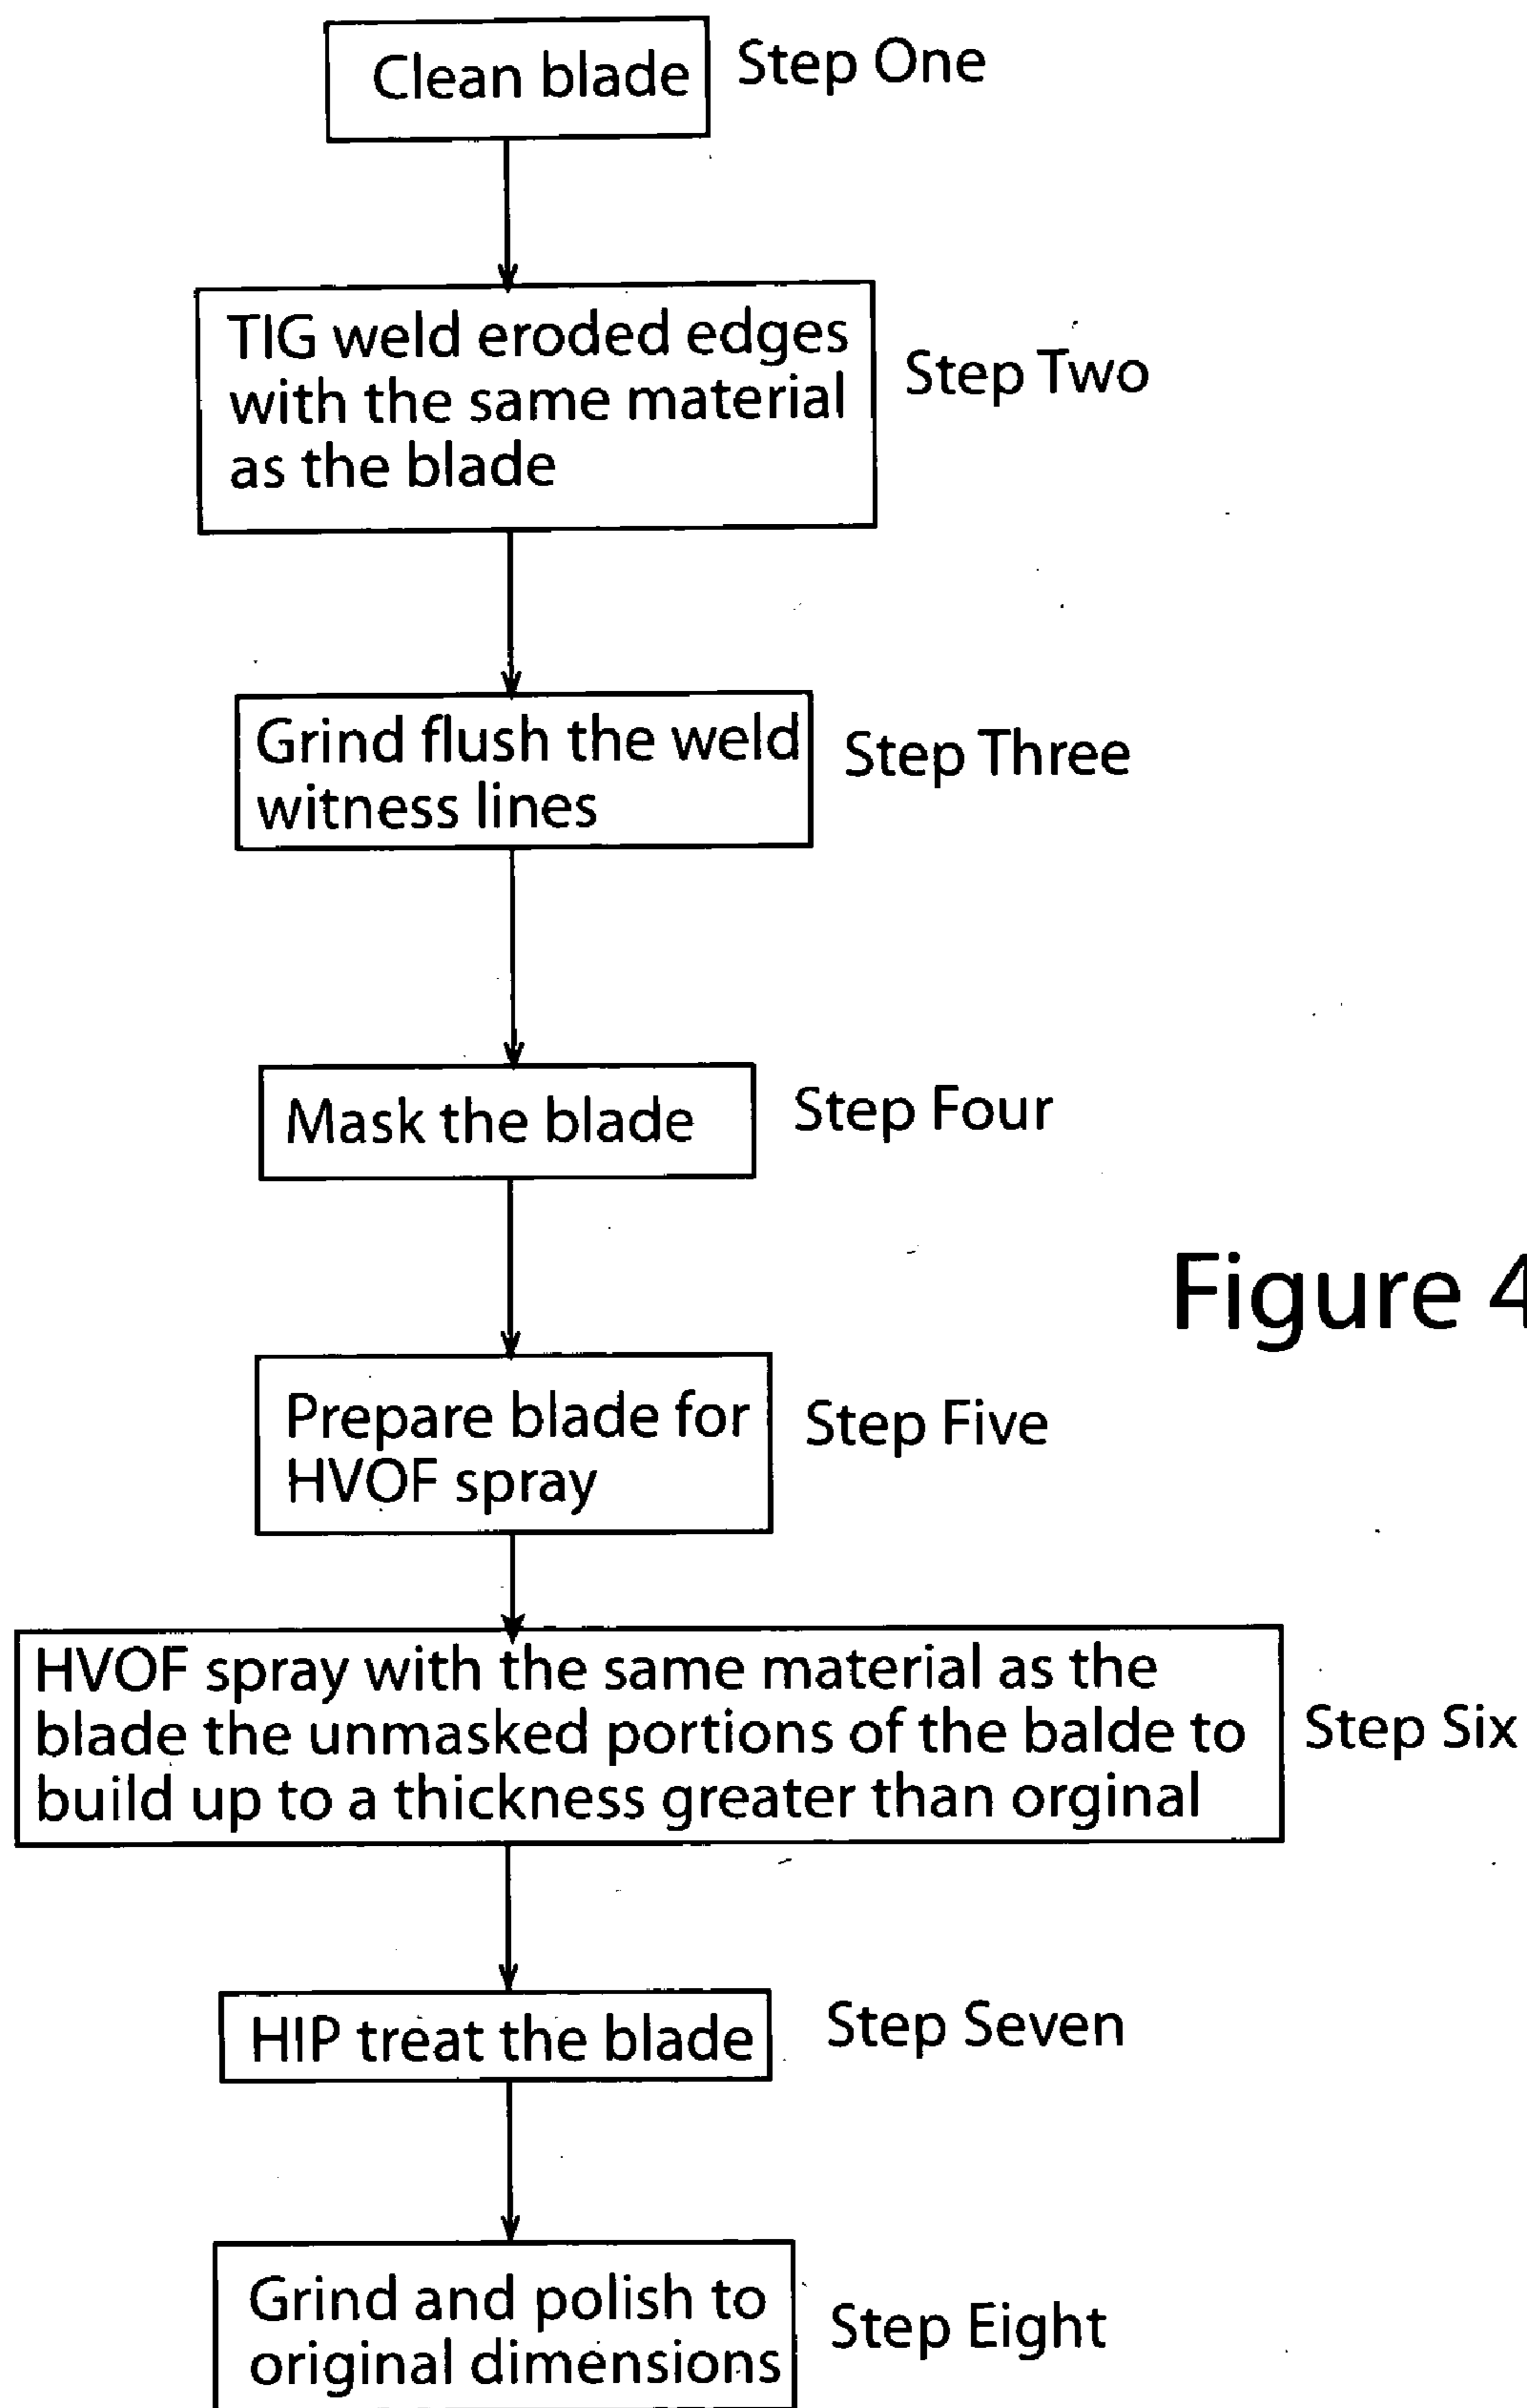 Clean blade
Step One
TIG weld eroded edges
with the same material
as the blade
Step Two
Grind flush the weld
witness lines
Step Three
Mask the blade
Step Four
Figure 4
Prepare blade for
HVOF spray
Step Five
HVOF spray with the same material as the
blade the unmasked portions of the balde to
build up to a thickness greater than orginal
Step Six
HIP treat the blade
Step Seven
Grind and polish to
original dimensions
Step Eight